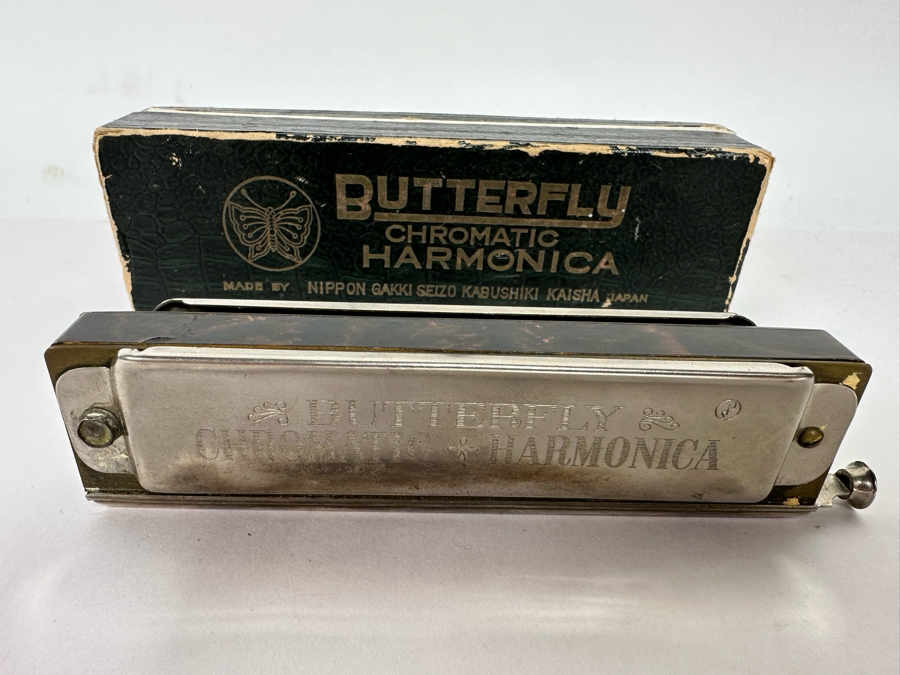 BUTTERFLY
CHROMATIC
HARMONICA
MADE BY NIPPON GAKKI SEIZO KABUSHIKI KAISHA JAPAN
BUTTERFLY
CHROMATIC HARMONICA